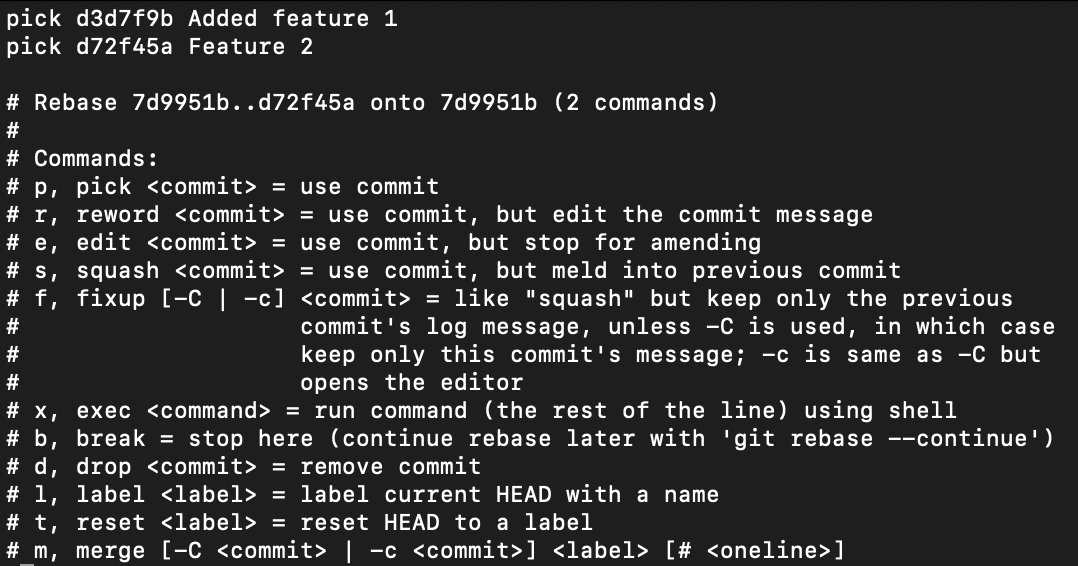 pick d3d7f9b Added feature 1
pick d72f45a Feature 2

# Rebase 7d9951b..d72f45a onto 7d9951b (2 commands)
#
# Commands:
# p, pick <commit> = use commit
# r, reword <commit> = use commit, but edit the commit message
# e, edit <commit> = use commit, but stop for amending
# s, squash <commit> = use commit, but meld into previous commit
# f, fixup [-C | -c] <commit> = like "squash" but keep only the previous
#                    commit's log message, unless -C is used, in which case
#                    keep only this commit's message; -c is same as -C but
#                    opens the editor
# x, exec <command> = run command (the rest of the line) using shell
# b, break = stop here (continue rebase later with 'git rebase --continue')
# d, drop <commit> = remove commit
# l, label <label> = label current HEAD with a name
# t, reset <label> = reset HEAD to a label
# m, merge [-C <commit> | -c <commit>] <label> [# <oneline>]